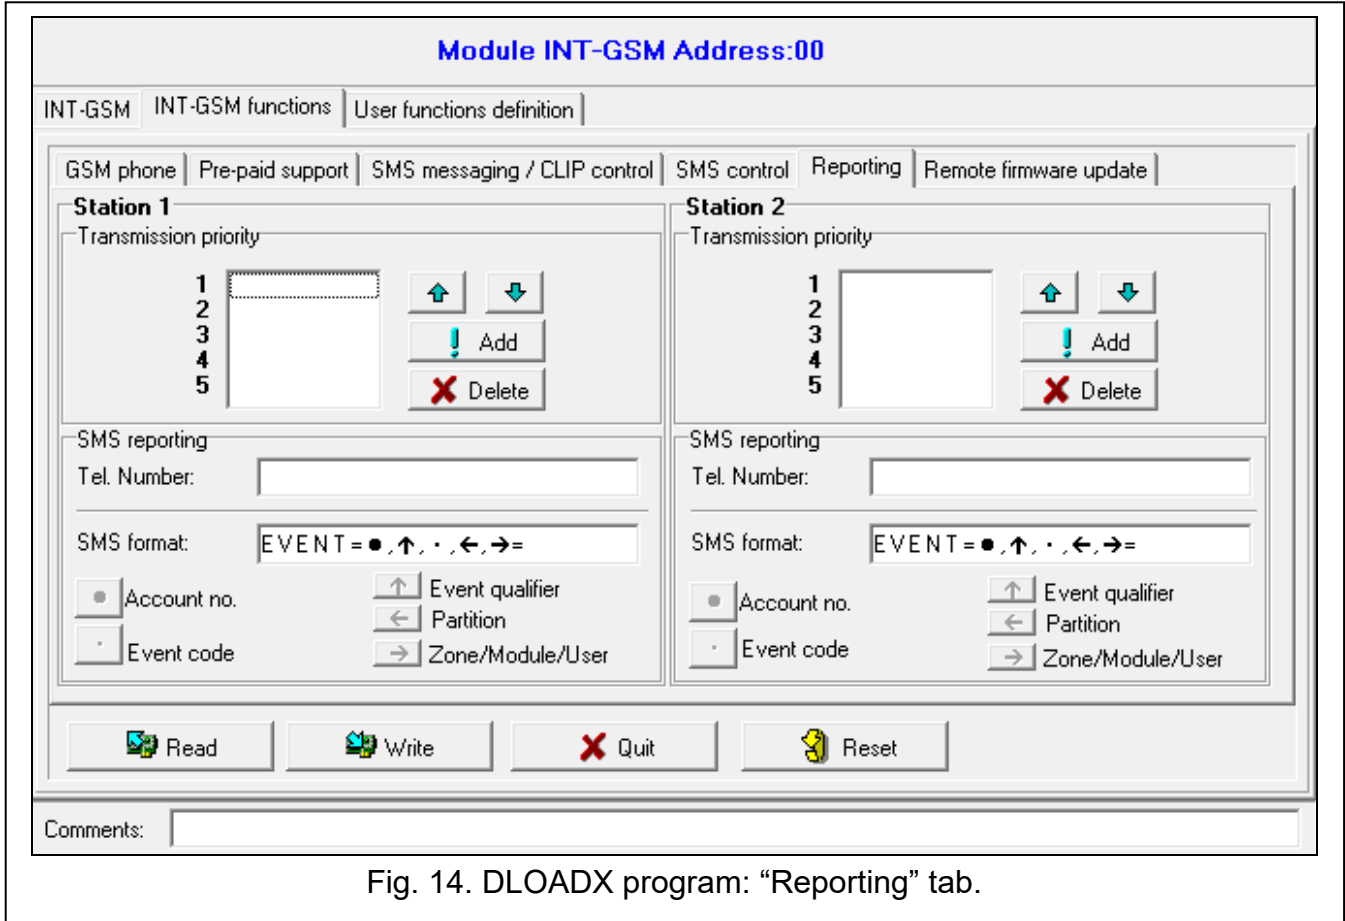 Module INT-GSM Address:00
INT-GSM INT-GSM functions User functions definition
GSM phone Pre-paid support SMS messaging / CLIP control SMS control Reporting Remote firmware update
Station 1
Transmission priority
1
2
3
4
5
Add
Delete
SMS reporting
Tel. Number:
SMS format: EVENT=●,↑,·,←,→=
Account no. ↑ Event qualifier
← Partition
Event code → Zone/Module/User
Station 2
Transmission priority
1
2
3
4
5
Add
Delete
SMS reporting
Tel. Number:
SMS format: EVENT=●,↑,·,←,→=
Account no. ↑ Event qualifier
← Partition
Event code → Zone/Module/User
Read Write Quit Reset
Comments:
Fig. 14. DLOADX program: “Reporting” tab.